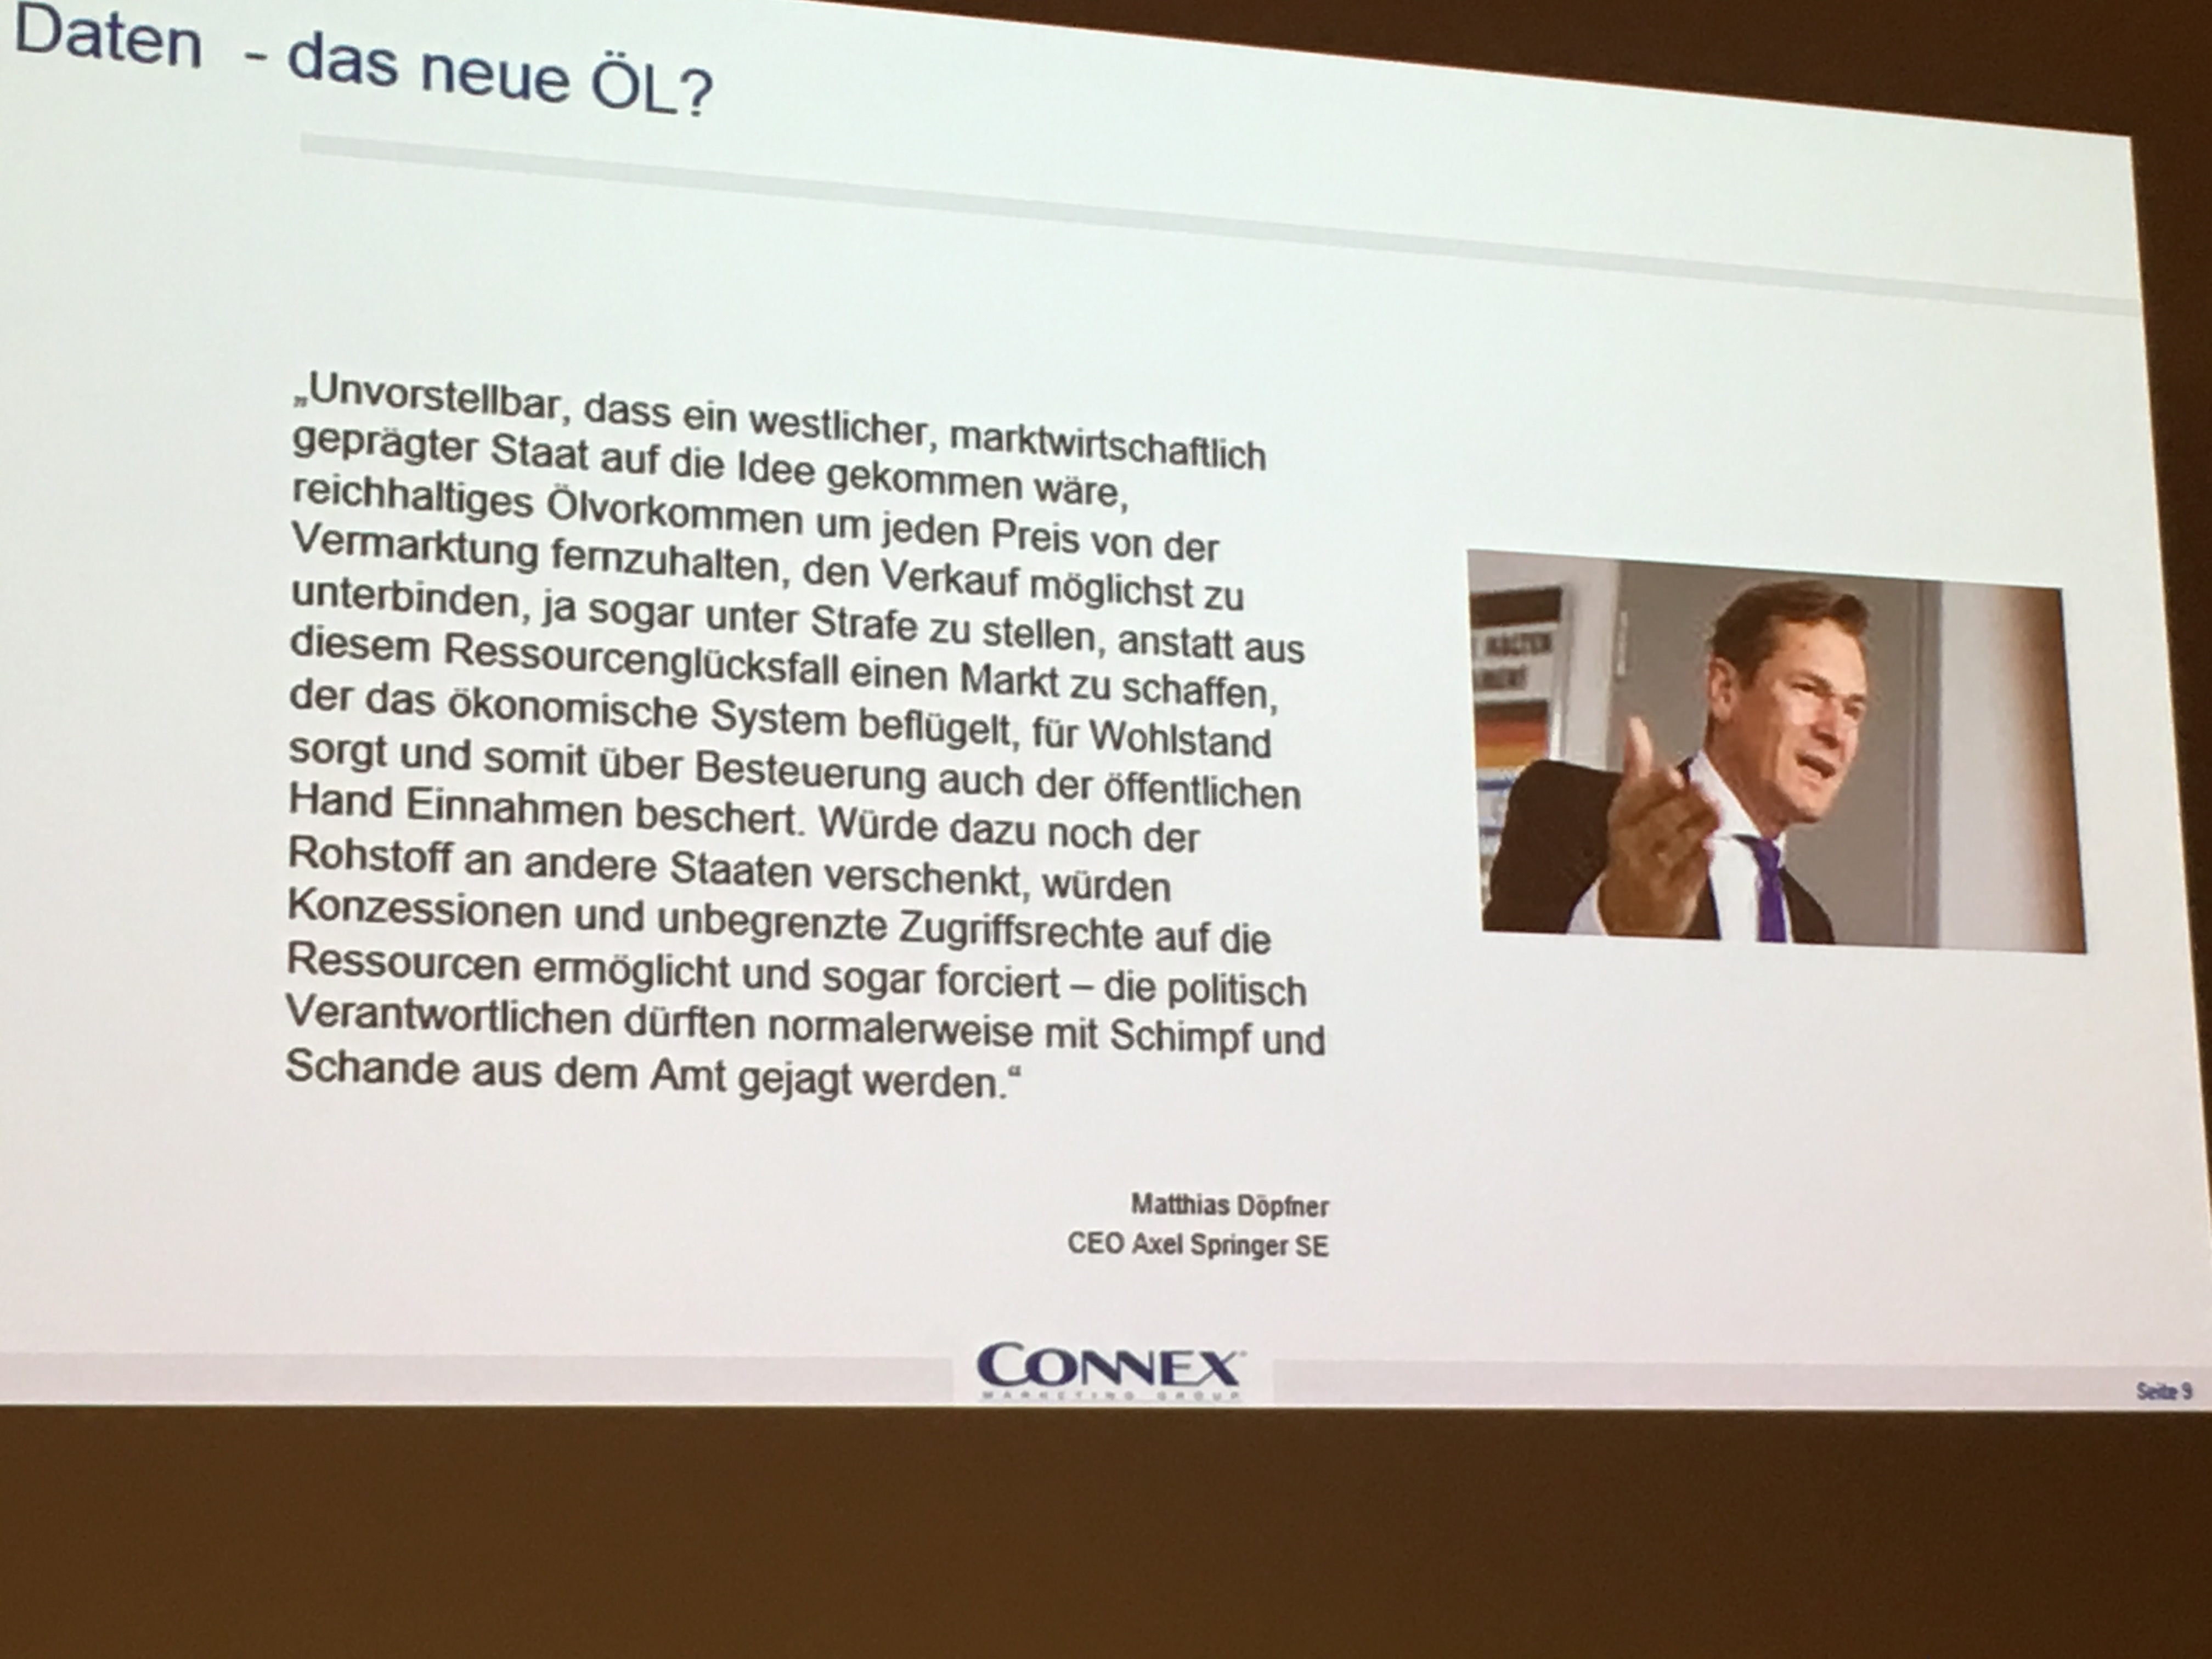 Daten - das neue ÖL?
„Unvorstellbar, dass ein westlicher, marktwirtschaftlich
geprägter Staat auf die Idee gekommen wäre,
reichhaltiges Ölvorkommen um jeden Preis von der
Vermarktung fernzuhalten, den Verkauf möglichst zu
unterbinden, ja sogar unter Strafe zu stellen, anstatt aus
diesem Ressourcenglücksfall einen Markt zu schaffen,
der das ökonomische System beflügelt, für Wohlstand
sorgt und somit über Besteuerung auch der öffentlichen
Hand Einnahmen beschert. Würde dazu noch der
Rohstoff an andere Staaten verschenkt, würden
Konzessionen und unbegrenzte Zugriffsrechte auf die
Ressourcen ermöglicht und sogar forciert – die politisch
Verantwortlichen dürften normalerweise mit Schimpf und
Schande aus dem Amt gejagt werden.“
Matthias Döpfner
CEO Axel Springer SE
CONNEX
MARKETING GROUP
Seite 9